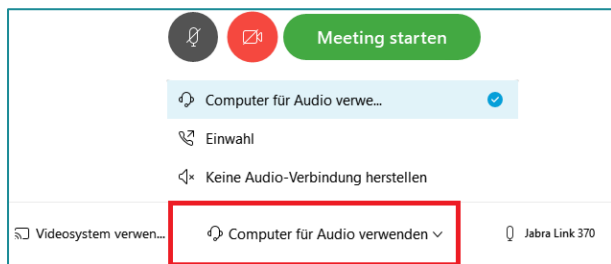 Meeting starten
Computer für Audio verwe...
Einwahl
Keine Audio-Verbindung herstellen
Videosystem verwen...
Computer für Audio verwenden
Jabra Link 370